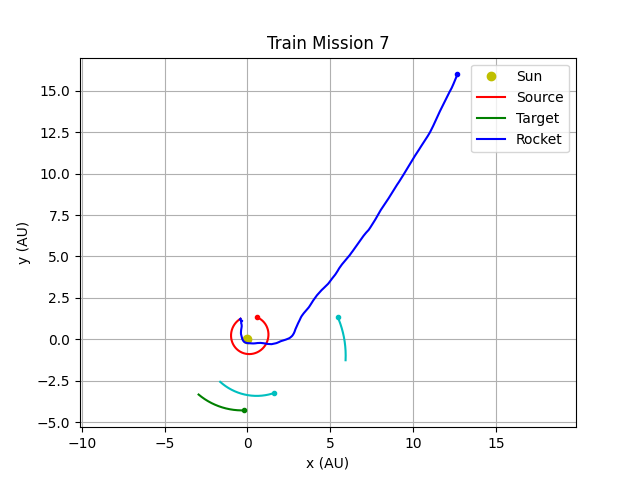 Train Mission 7
Sun
Source
Target
Rocket
15.0
12.5
10.0
7.5
5.0
2.5
0.0
−2.5
−5.0
y (AU)
−10 −5 0 5 10 15
x (AU)